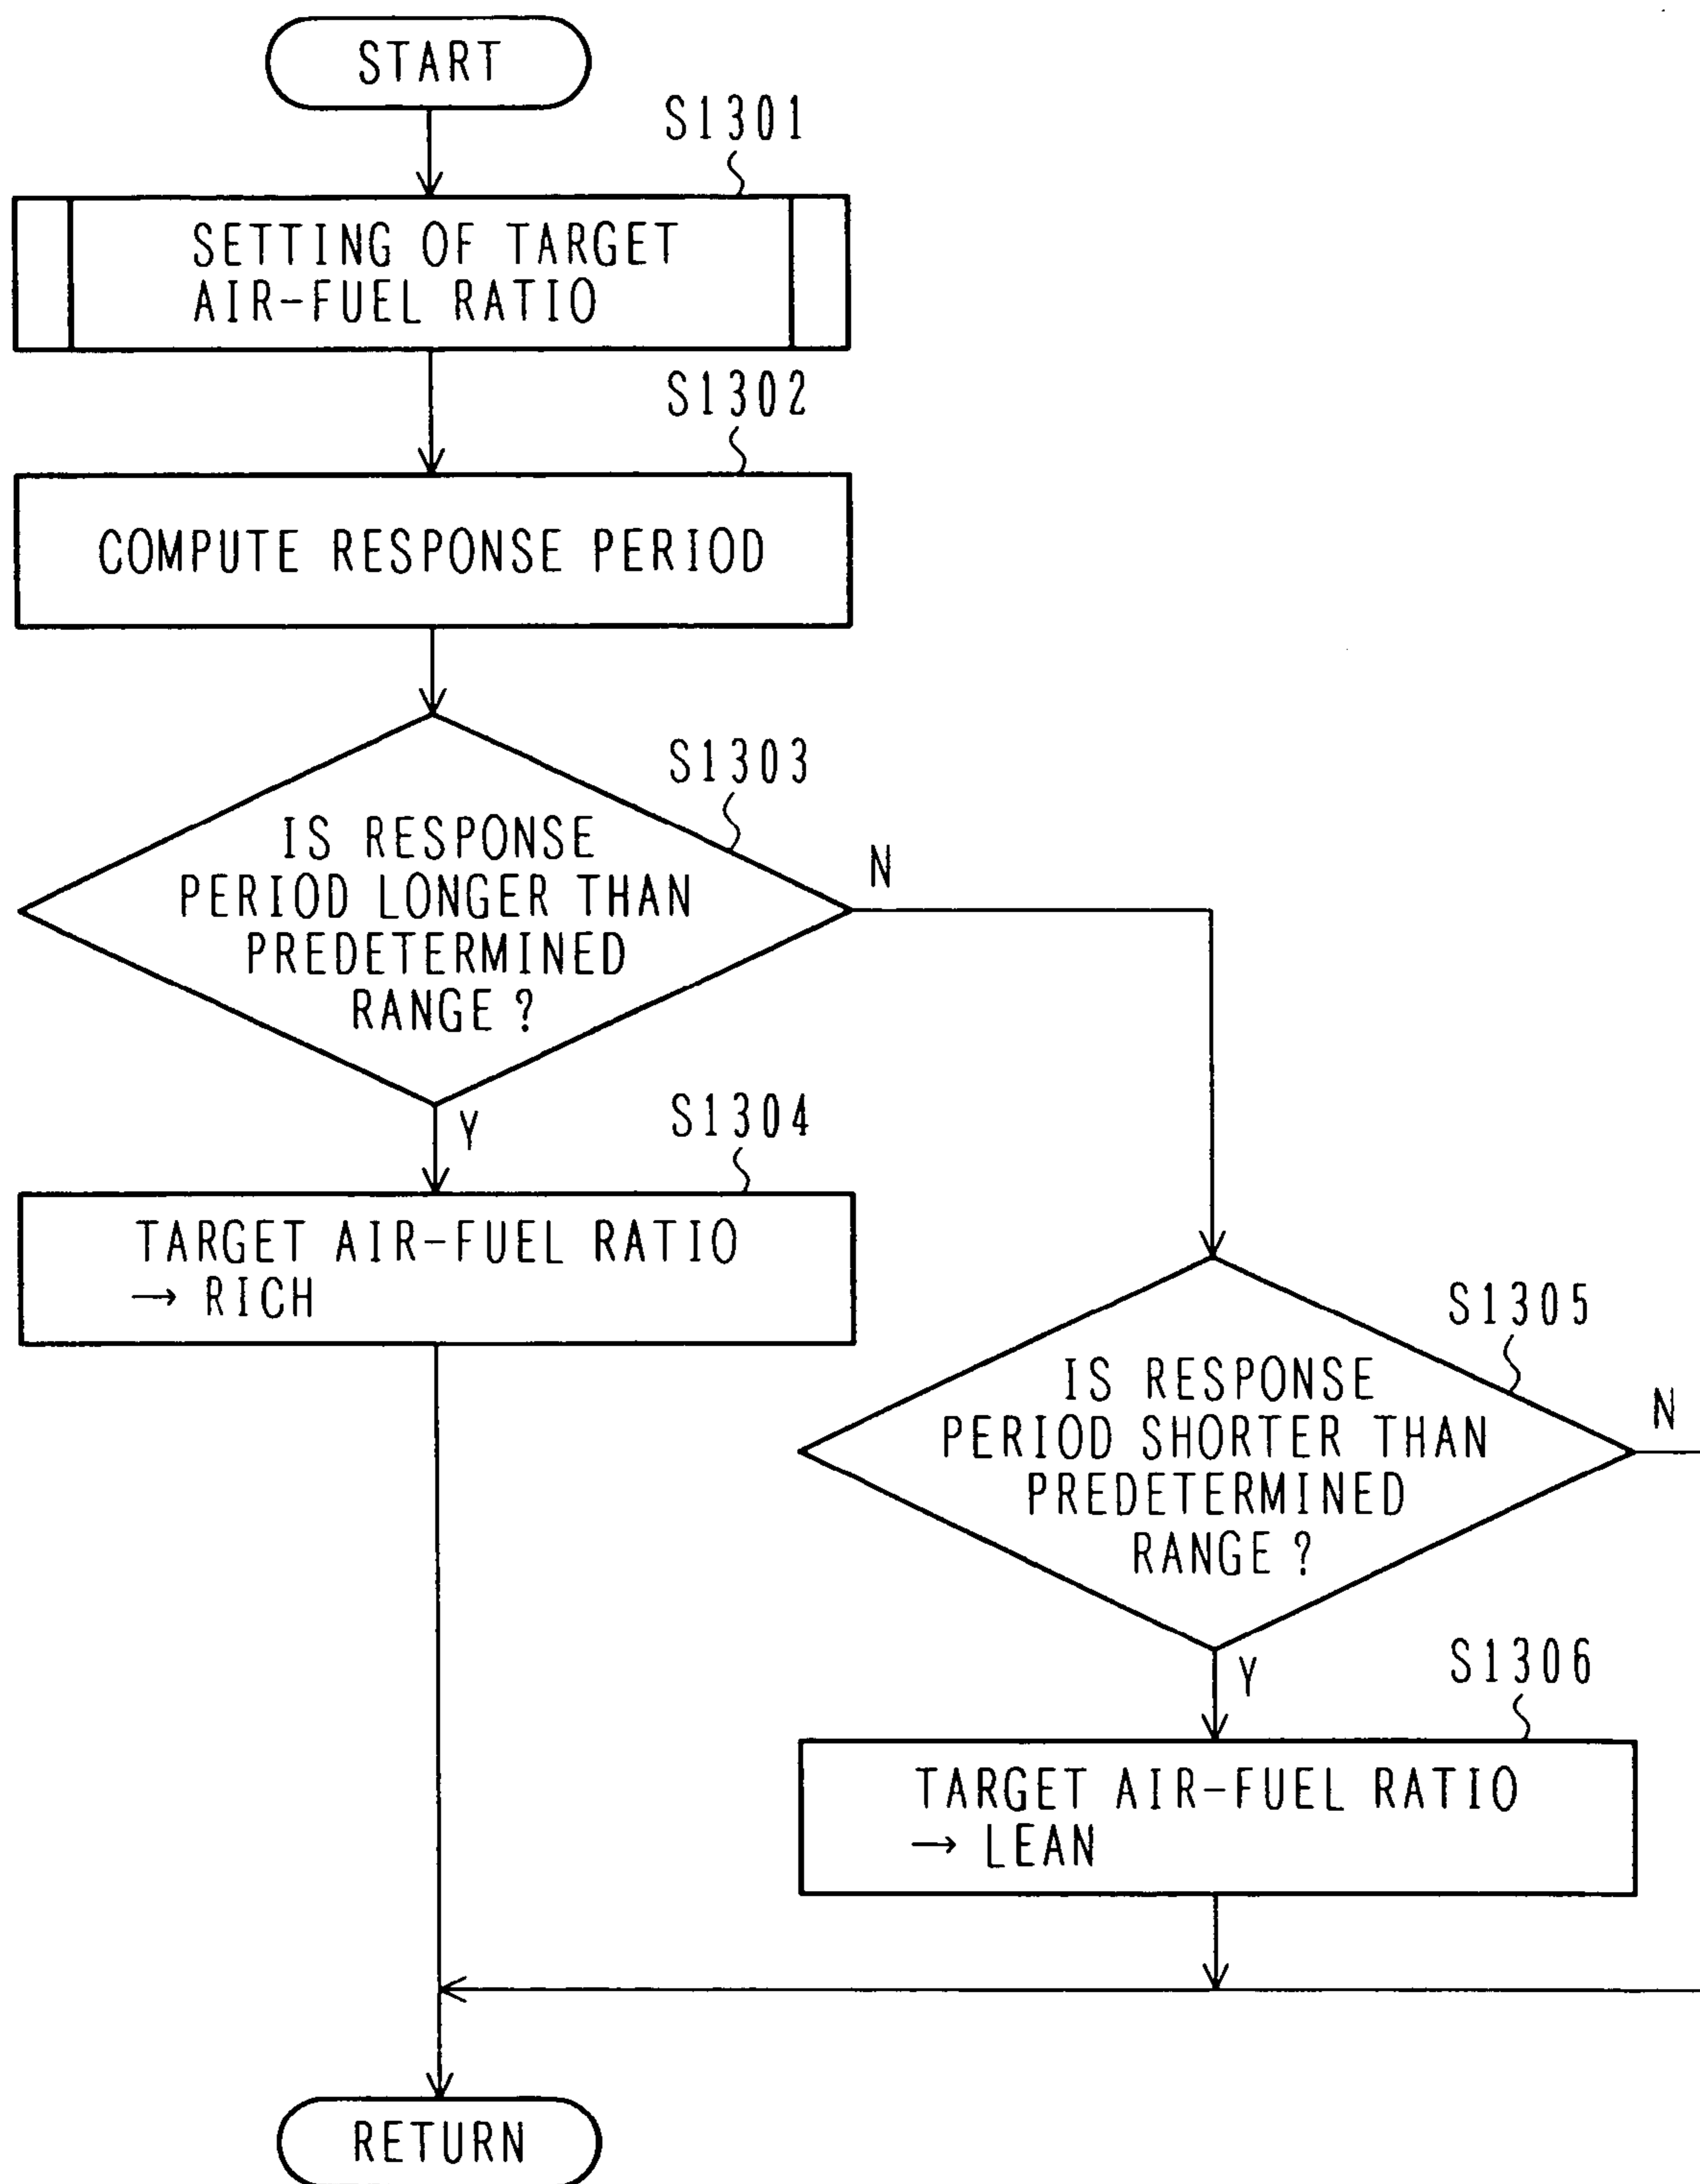 START
S1301
SETTING OF TARGET
AIR-FUEL RATIO
S1302
COMPUTE RESPONSE PERIOD
S1303
IS RESPONSE
PERIOD LONGER THAN
PREDETERMINED
RANGE ?
N
Y
S1304
TARGET AIR-FUEL RATIO
→ RICH
S1305
IS RESPONSE
PERIOD SHORTER THAN
PREDETERMINED
RANGE ?
N
Y
S1306
TARGET AIR-FUEL RATIO
→ LEAN
RETURN